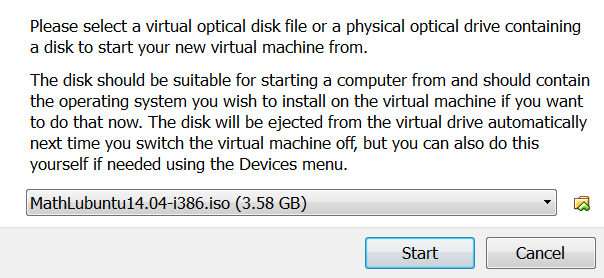 Please select a virtual optical disk file or a physical optical drive containing
a disk to start your new virtual machine from.
The disk should be suitable for starting a computer from and should contain
the operating system you wish to install on the virtual machine if you want
to do that now. The disk will be ejected from the virtual drive automatically
next time you switch the virtual machine off, but you can also do this
yourself if needed using the Devices menu.
MathLubuntu14.04-i386.iso (3.58 GB)
Start Cancel